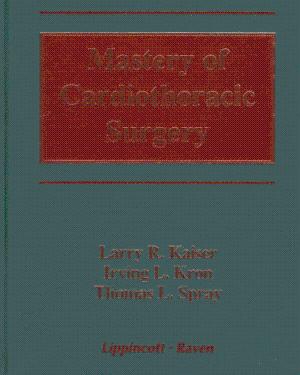 Mastery of
Cardiothoracic
Surgery
Larry R. Kaiser
Irving L. Kron
Thomas L. Spray
Lippincott - Raven